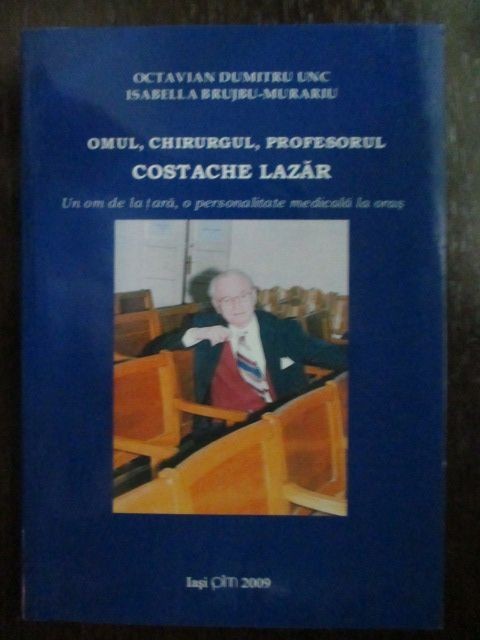 OCTAVIAN DUMITRU UNC
ISABELLA BRUJBU-MURARIU
OMUL, CHIRURGUL, PROFESORUL
COSTACHE LAZĂR
Un om de la țară, o personalitate medicală la oraș
Iași pim 2009